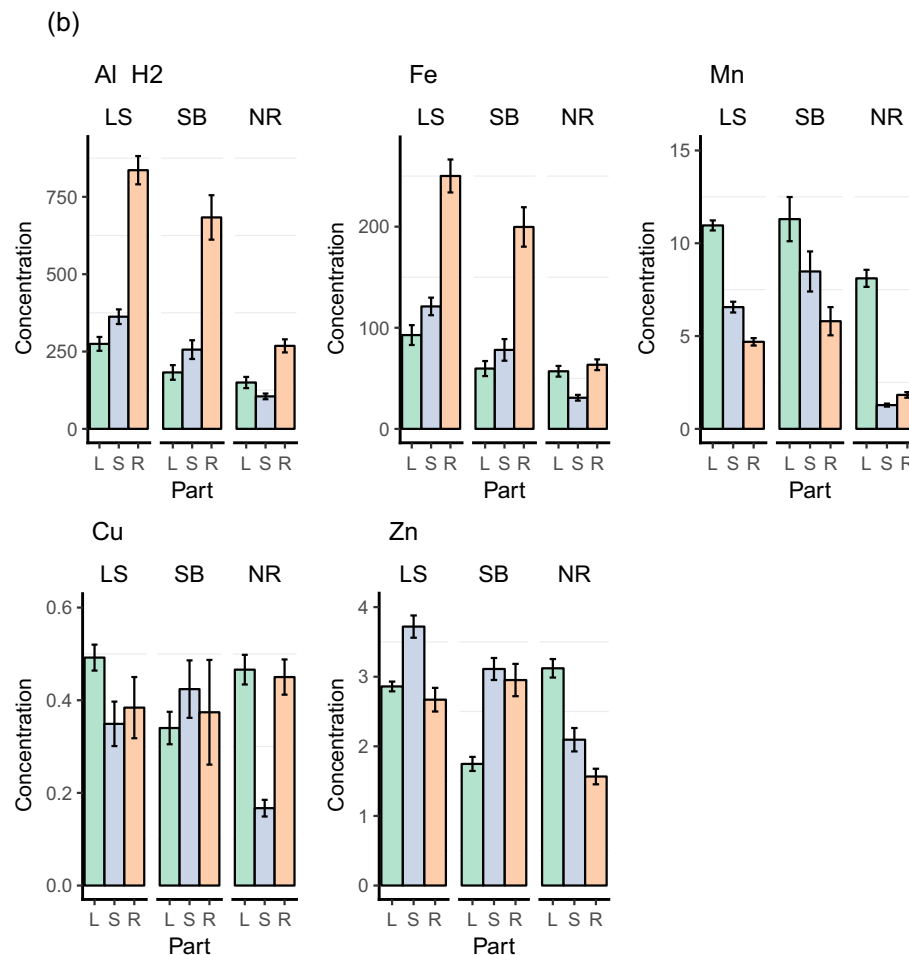 (b)
Al H2
LS SB NR
Concentration
750
500
250
0
L S R L S R L S R
Part
Fe
LS SB NR
Concentration
200
100
0
L S R L S R L S R
Part
Mn
LS SB NR
Concentration
15
10
5
0
L S R L S R L S R
Part
Cu
LS SB NR
Concentration
0.6
0.4
0.2
0.0
L S R L S R L S R
Part
Zn
LS SB NR
Concentration
4
3
2
1
0
L S R L S R L S R
Part